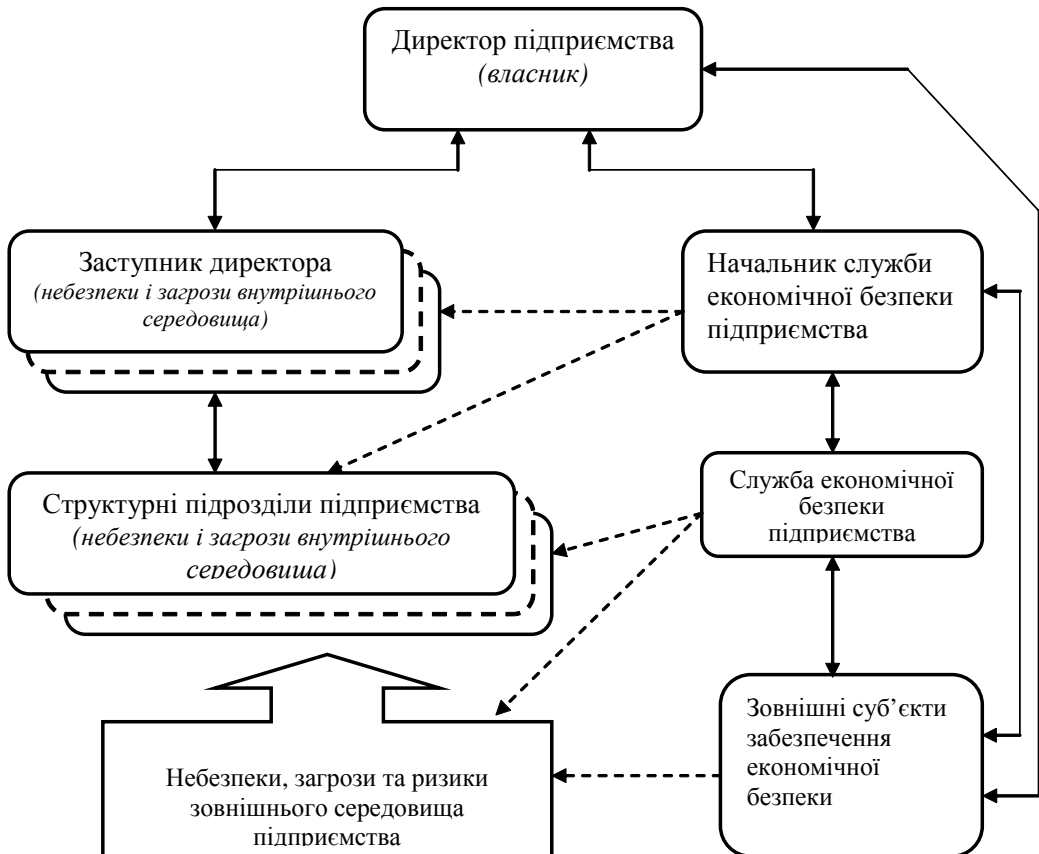 Директор підприємства
(власник)
Заступник директора
(небезпеки і загрози внутрішнього
середовища)
Начальник служби
економічної безпеки
підприємства
Структурні підрозділи підприємства
(небезпеки і загрози внутрішнього
середовища)
Служба економічної
безпеки
підприємства
Небезпеки, загрози та ризики
зовнішнього середовища
підприємства
Зовнішні суб’єкти
забезпечення
економічної
безпеки